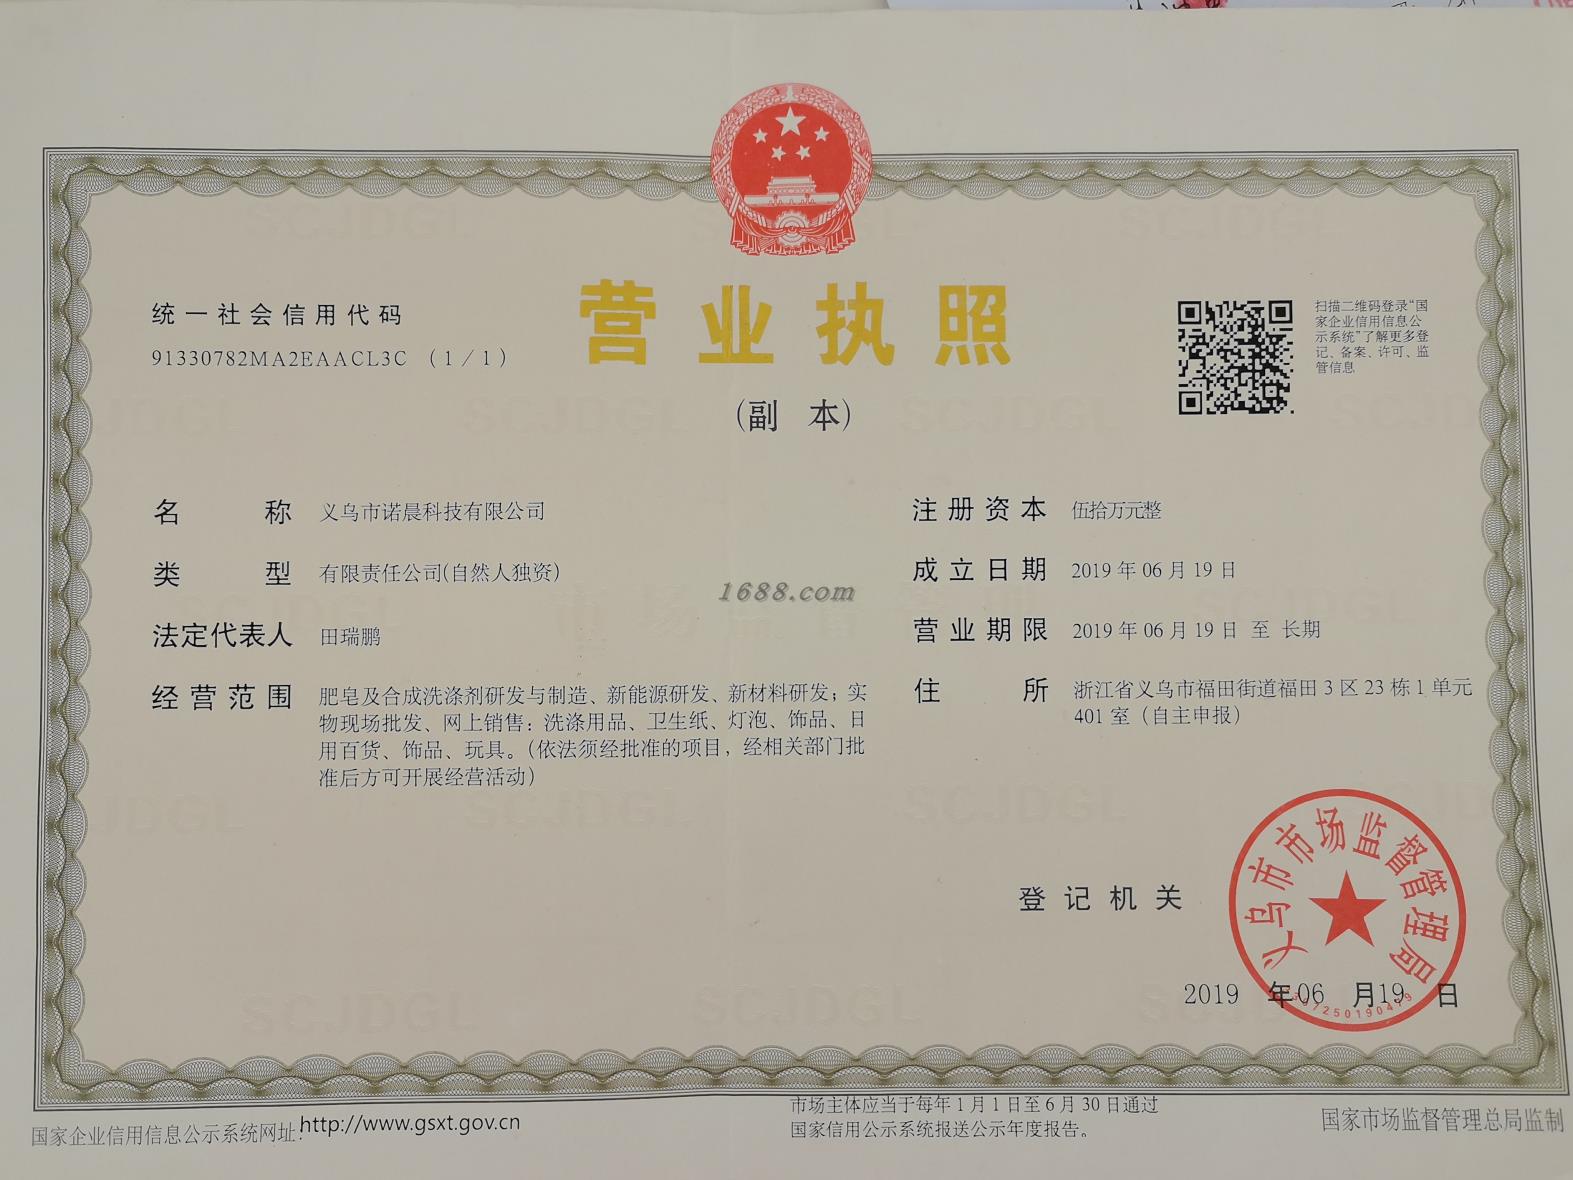 营业执照
(副 本)
统一社会信用代码
91330782MA2EAACL3C (1/1)
扫描二维码登录“国
家企业信用信息公
示系统”了解更多登
记、备案、许可、监
管信息
名 称 义乌市诺晨科技有限公司
类 型 有限责任公司(自然人独资)
法定代表人 田瑞鹏
经营范围 肥皂及合成洗涤剂研发与制造、新能源研发、新材料研发；实
物现场批发、网上销售：洗涤用品、卫生纸、灯泡、饰品、日
用百货、饰品、玩具。（依法须经批准的项目，经相关部门批
准后方可开展经营活动）
注册资本 伍拾万元整
成立日期 2019年06月19日
营业期限 2019年06月19日 至 长期
住 所 浙江省义乌市福田街道福田3区23栋1单元
401室（自主申报）
1688.com
登记机关
义乌市市场监督管理局
2019 年06 月19 日
国家企业信用信息公示系统网址：http://www.gsxt.gov.cn
市场主体应当于每年1月1日至6月30日通过
国家信用公示系统报送公示年度报告。
国家市场监督管理总局监制